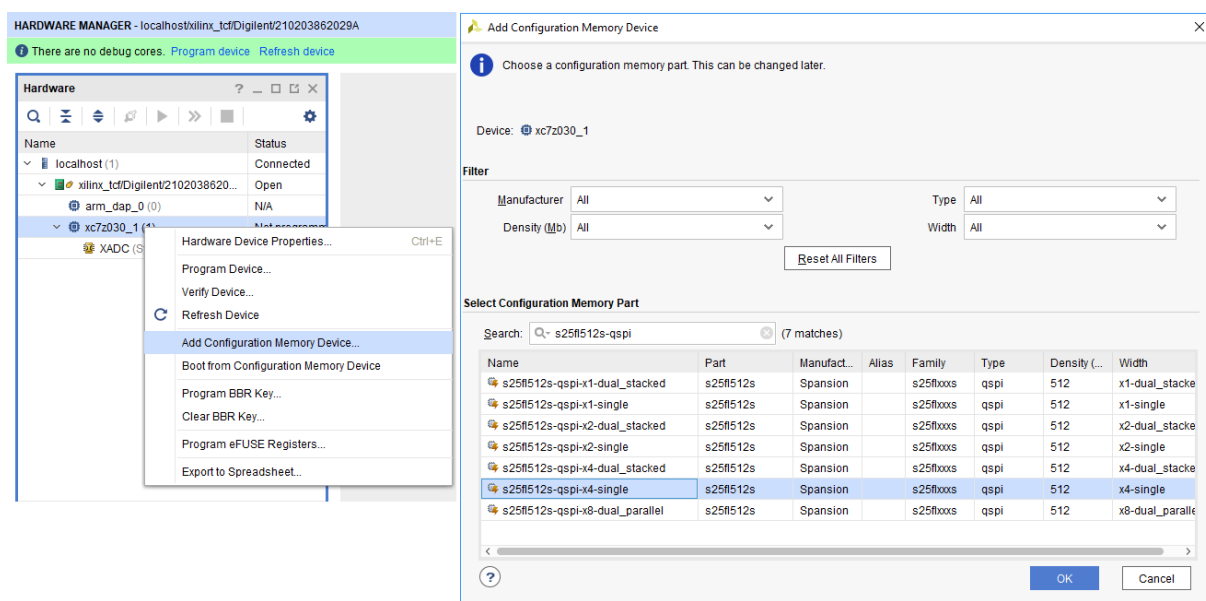 HARDWARE MANAGER - localhost/xilinx_tcf/Digilent/210203862029A
There are no debug cores. Program device Refresh device
Hardware
Name Status
localhost (1) Connected
xilinx_tcf/Digilent/2102038620... Open
arm_dap_0 (0) N/A
xc7z030_1 (1)
XADC (S
Hardware Device Properties... Ctrl+E
Program Device...
Verify Device...
Refresh Device
Add Configuration Memory Device...
Boot from Configuration Memory Device
Program BBR Key...
Clear BBR Key...
Program eFUSE Registers...
Export to Spreadsheet...
Add Configuration Memory Device
Choose a configuration memory part. This can be changed later.
Device: xc7z030_1
Filter
Manufacturer All Type All
Density (Mb) All Width All
Reset All Filters
Select Configuration Memory Part
Search: s25fl512s-qspi (7 matches)
Name Part Manufact... Alias Family Type Density (... Width
s25fl512s-qspi-x1-dual_stacked s25fl512s Spansion s25flxxxs qspi 512 x1-dual_stacke
s25fl512s-qspi-x1-single s25fl512s Spansion s25flxxxs qspi 512 x1-single
s25fl512s-qspi-x2-dual_stacked s25fl512s Spansion s25flxxxs qspi 512 x2-dual_stacke
s25fl512s-qspi-x2-single s25fl512s Spansion s25flxxxs qspi 512 x2-single
s25fl512s-qspi-x4-dual_stacked s25fl512s Spansion s25flxxxs qspi 512 x4-dual_stacke
s25fl512s-qspi-x4-single s25fl512s Spansion s25flxxxs qspi 512 x4-single
s25fl512s-qspi-x8-dual_parallel s25fl512s Spansion s25flxxxs qspi 512 x8-dual_paralle
OK Cancel